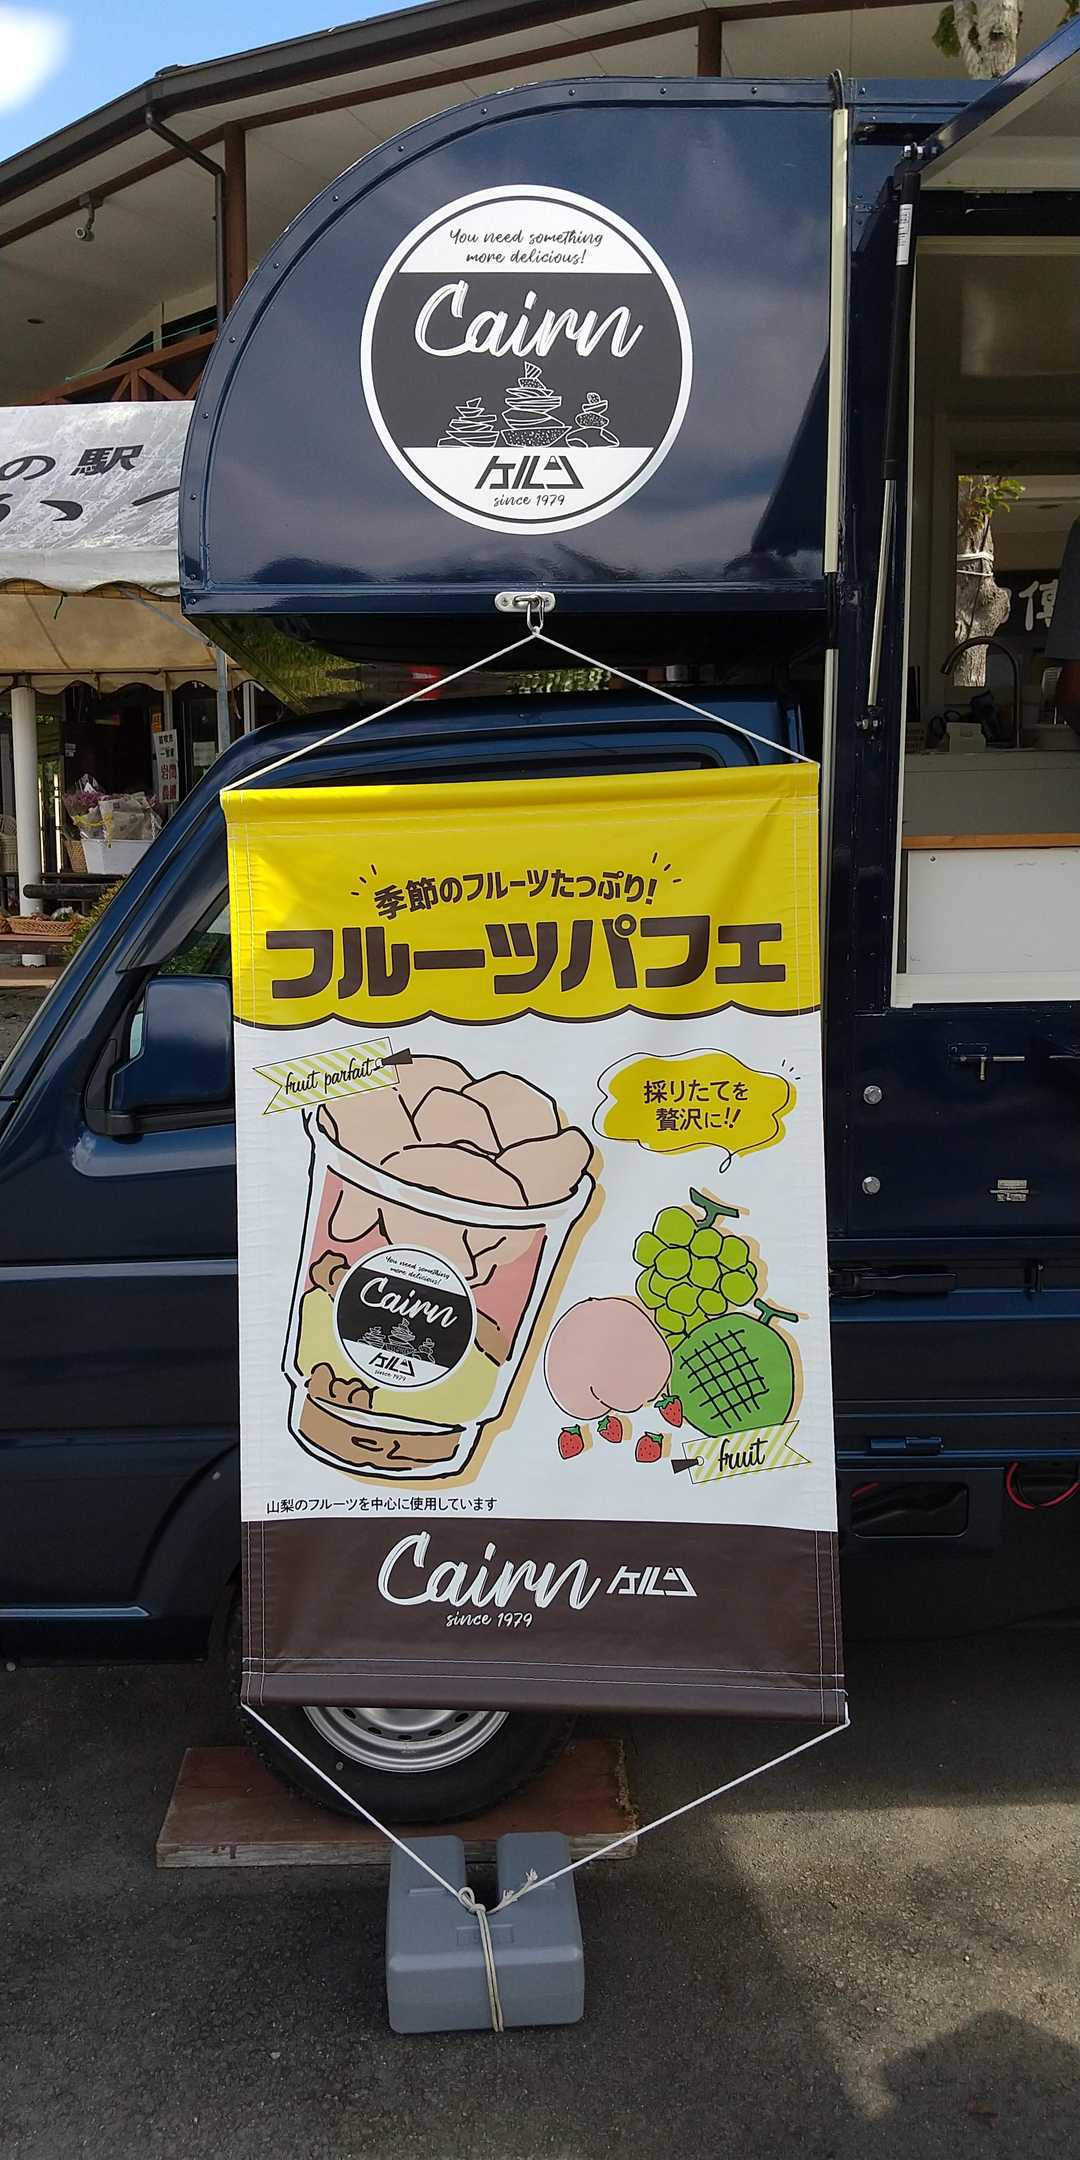 You need something
more delicious!
Cairn
ケルン
since 1979
の駅
季節のフルーツたっぷり!
フルーツパフェ
fruit parfait
採りたてを
贅沢に!!
You need something
more delicious!
Cairn
ケルン
since 1979
fruit
山梨のフルーツを中心に使用しています
Cairn ケルン
since 1979